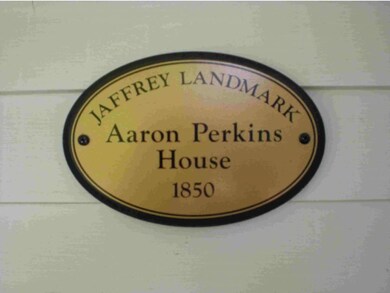 JAFFREY LANDMARK
Aaron Perkins
House
1850